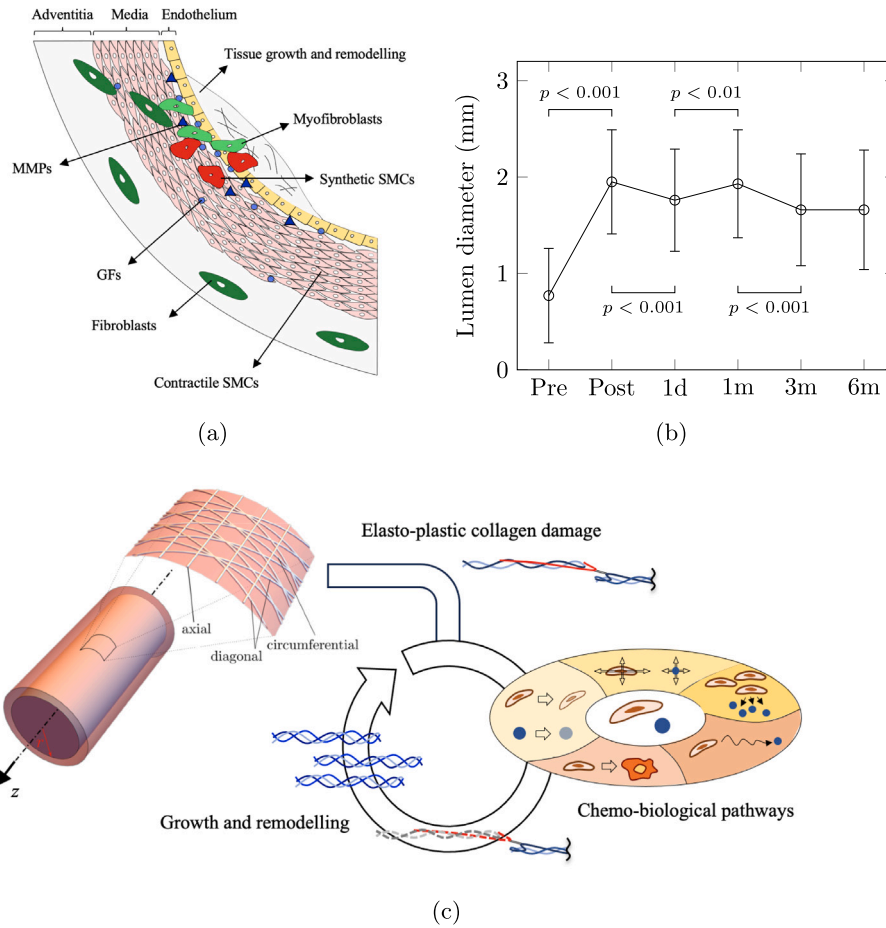 Adventitia Media Endothelium
Tissue growth and remodelling
Myofibroblasts
MMPs
Synthetic SMCs
GFs
Fibroblasts
Contractile SMCs
(a)
Lumen diameter (mm)
3
2
1
0
p < 0.001
p < 0.01
p < 0.001
p < 0.001
Pre Post 1d 1m 3m 6m
(b)
Elasto-plastic collagen damage
axial
diagonal
circumferential
r
z
Growth and remodelling
Chemo-biological pathways
(c)